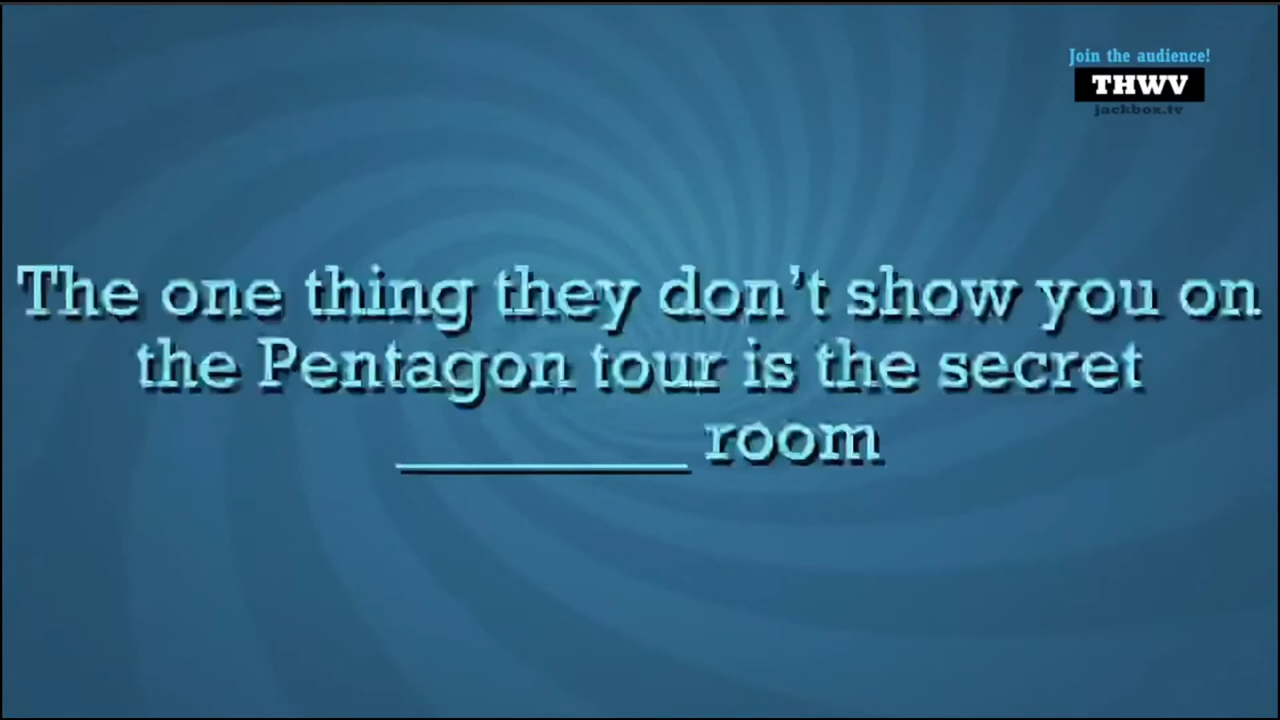 Join the audience!
THWV
jackbox.tv
The one thing they don't show you on
the Pentagon tour is the secret
__________ room